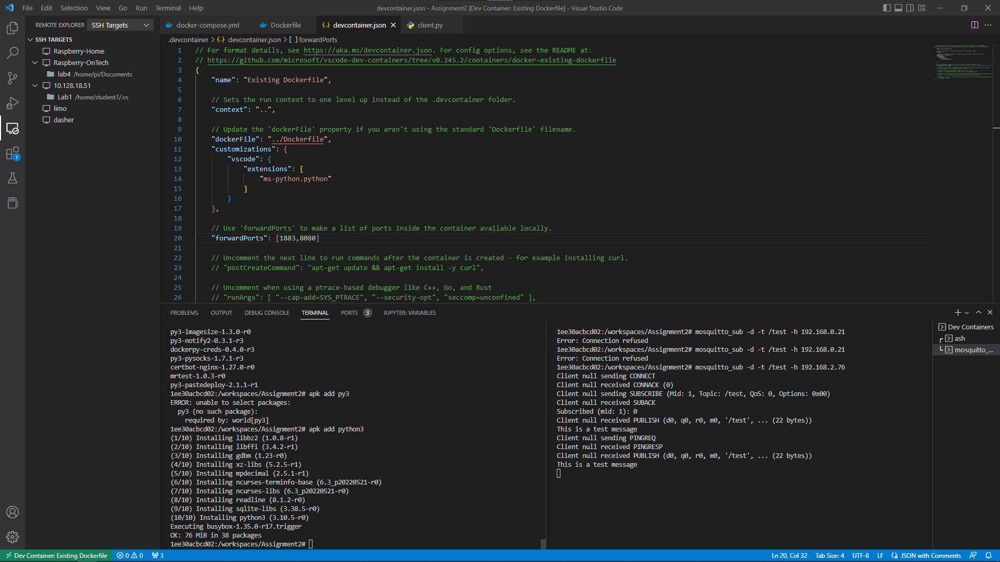 File Edit Selection View Go Run Terminal Help
devcontainer.json - Assignment2 [Dev Container: Existing Dockerfile] - Visual Studio Code
REMOTE EXPLORER SSH Targets
SSH TARGETS
Raspberry-Home
Raspberry-OnTech
lab4 /home/pi/Documents
10.128.18.51
Lab1 /home/student1/.vs
limo
dasher
1
docker-compose.yml Dockerfile {..} devcontainer.json client.py
.devcontainer > {..} devcontainer.json > [ ] forwardPorts
1 // For format details, see https://aka.ms/devcontainer.json. For config options, see the README at:
2 // https://github.com/microsoft/vscode-dev-containers/tree/v0.245.2/containers/docker-existing-dockerfile
3 {
4 "name": "Existing Dockerfile",
5
6 // Sets the run context to one level up instead of the .devcontainer folder.
7 "context": "..",
8
9 // Update the 'dockerFile' property if you aren't using the standard 'Dockerfile' filename.
10 "dockerFile": "../Dockerfile",
11 "customizations": {
12 "vscode": {
13 "extensions": [
14 "ms-python.python"
15 ]
16 }
17 },
18
19 // Use 'forwardPorts' to make a list of ports inside the container available locally.
20 "forwardPorts": [1883,8080]
21
22 // Uncomment the next line to run commands after the container is created - for example installing curl.
23 // "postCreateCommand": "apt-get update && apt-get install -y curl",
24
25 // Uncomment when using a ptrace-based debugger like C++, Go, and Rust
26 // "runArgs": [ "--cap-add=SYS_PTRACE", "--security-opt", "seccomp=unconfined" ],
PROBLEMS OUTPUT DEBUG CONSOLE TERMINAL PORTS 3 JUPYTER: VARIABLES
py3-imagesize-1.3.0-r0
py3-notify2-0.3.1-r3
dockerpy-creds-0.4.0-r3
py3-pysocks-1.7.1-r3
certbot-nginx-1.27.0-r0
mrtest-1.0.3-r0
py3-pastedeploy-2.1.1-r1
1ee30acbcd02:/workspaces/Assignment2# apk add py3
ERROR: unable to select packages:
py3 (no such package):
required by: world[py3]
1ee30acbcd02:/workspaces/Assignment2# apk add python3
(1/10) Installing libbz2 (1.0.8-r1)
(2/10) Installing libffi (3.4.2-r1)
(3/10) Installing gdbm (1.23-r0)
(4/10) Installing xz-libs (5.2.5-r1)
(5/10) Installing mpdecimal (2.5.1-r1)
(6/10) Installing ncurses-terminfo-base (6.3_p20220521-r0)
(7/10) Installing ncurses-libs (6.3_p20220521-r0)
(8/10) Installing readline (8.1.2-r0)
(9/10) Installing sqlite-libs (3.38.5-r0)
(10/10) Installing python3 (3.10.5-r0)
Executing busybox-1.35.0-r17.trigger
OK: 76 MiB in 38 packages
1ee30acbcd02:/workspaces/Assignment2#
1ee30acbcd02:/workspaces/Assignment2# mosquitto_sub -d -t /test -h 192.168.0.21
Error: Connection refused
1ee30acbcd02:/workspaces/Assignment2# mosquitto_sub -d -t /test -h 192.168.0.21
Error: Connection refused
1ee30acbcd02:/workspaces/Assignment2# mosquitto_sub -d -t /test -h 192.168.2.76
Client null sending CONNECT
Client null received CONNACK (0)
Client null sending SUBSCRIBE (Mid: 1, Topic: /test, QoS: 0, Options: 0x00)
Client null received SUBACK
Subscribed (mid: 1): 0
Client null received PUBLISH (d0, q0, r0, m0, '/test', ... (22 bytes))
This is a test message
Client null sending PINGREQ
Client null received PINGRESP
Client null received PUBLISH (d0, q0, r0, m0, '/test', ... (22 bytes))
This is a test message
Dev Containers
ash
mosquitto_...
Dev Container: Existing Dockerfile 0 0 3 Ln 20, Col 32 Tab Size: 4 UTF-8 LF JSON with Comments